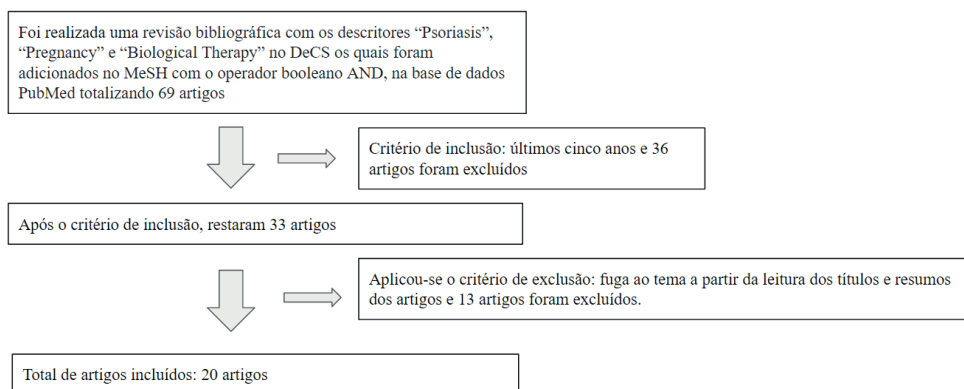 Foi realizada uma revisão bibliográfica com os descritores “Psoriasis”,
“Pregnancy” e “Biological Therapy” no DeCS os quais foram
adicionados no MeSH com o operador booleano AND, na base de dados
PubMed totalizando 69 artigos
Critério de inclusão: últimos cinco anos e 36
artigos foram excluídos
Após o critério de inclusão, restaram 33 artigos
Aplicou-se o critério de exclusão: fuga ao tema a partir da leitura dos títulos e resumos
dos artigos e 13 artigos foram excluídos.
Total de artigos incluídos: 20 artigos